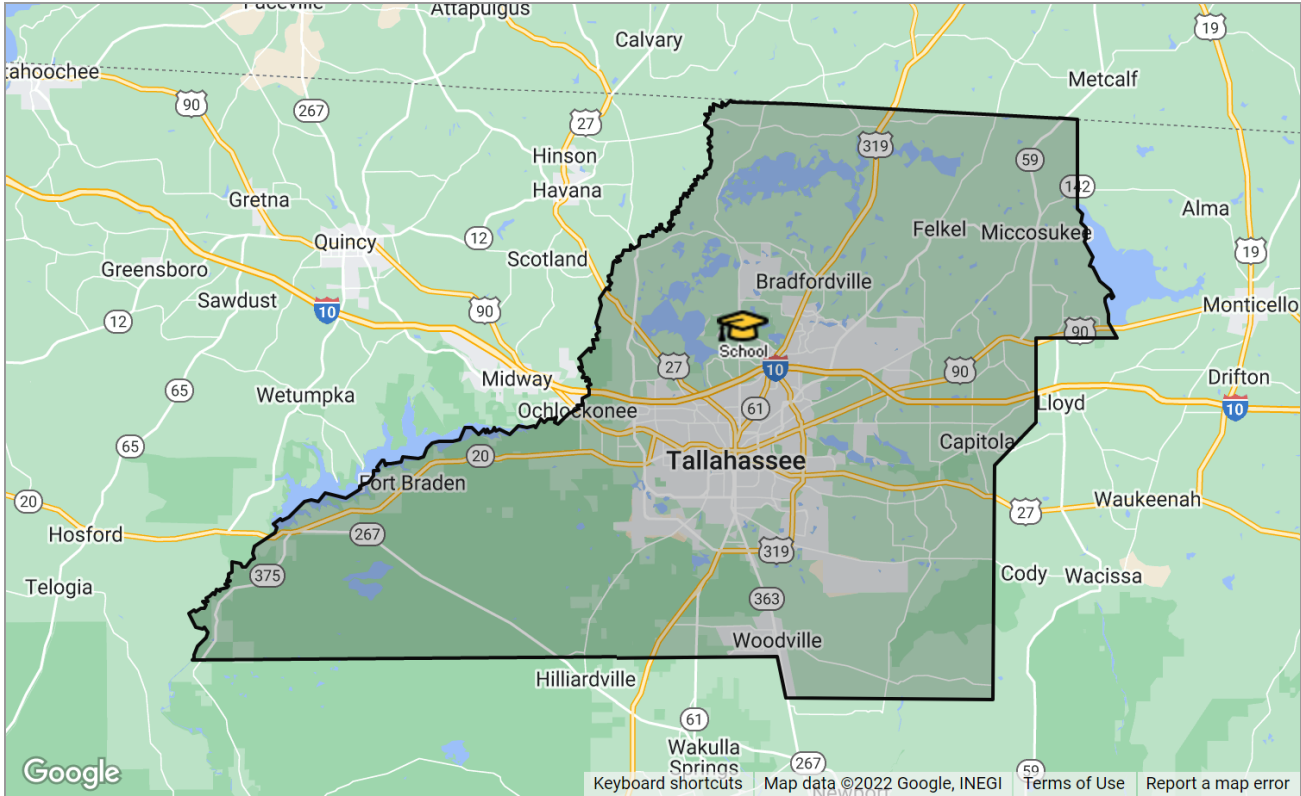 Faceville
Attapulgus
Calvary
19
19
tahoochee
Metcalf
90
267
27
319
59
Hinson
Havana
142
Gretna
Alma
Felkel
Miccosukee
Quincy
12
19
Scotland
Greensboro
Bradfordville
Sawdust
10
90
Monticello
12
90
School
27
10
90
Midway
Drifton
65
Wetumpka
Ochlockonee
61
Lloyd
10
65
Capitola
20
Tallahassee
Fort Braden
20
Waukeenah
27
Hosford
267
319
375
Cody
Wacissa
Telogia
363
Woodville
Hilliardville
61
Wakulla
Springs
267
59
Newport
Google
Keyboard shortcuts
Map data ©2022 Google, INEGI
Terms of Use
Report a map error